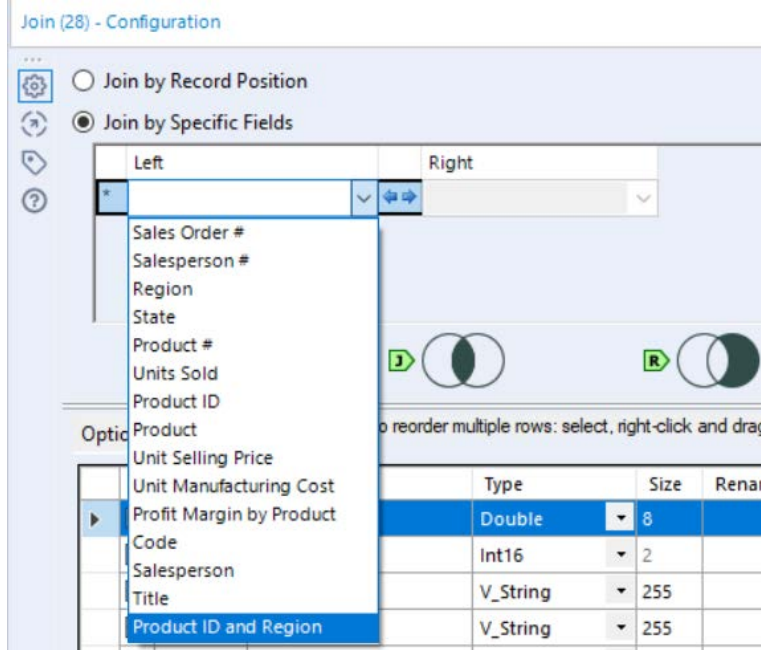 Join (28) - Configuration
Join by Record Position
Join by Specific Fields
Left Right
*
Sales Order #
Salesperson #
Region
State
Product #
Units Sold
Product ID
Product
Unit Selling Price
Unit Manufacturing Cost
Profit Margin by Product
Code
Salesperson
Title
Product ID and Region
J R
o reorder multiple rows: select, right-click and drag
Type Size
Double 8
Int16 2
V_String 255
V_String 255